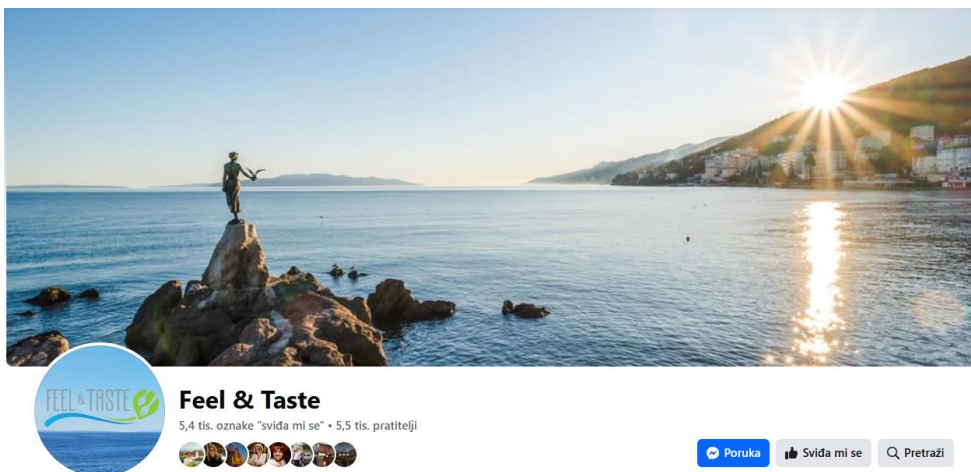 FEEL & TASTE
Feel & Taste
5,4 tis. oznake "sviđa mi se" • 5,5 tis. pratitelji
Poruka
Sviđa mi se
Pretraži